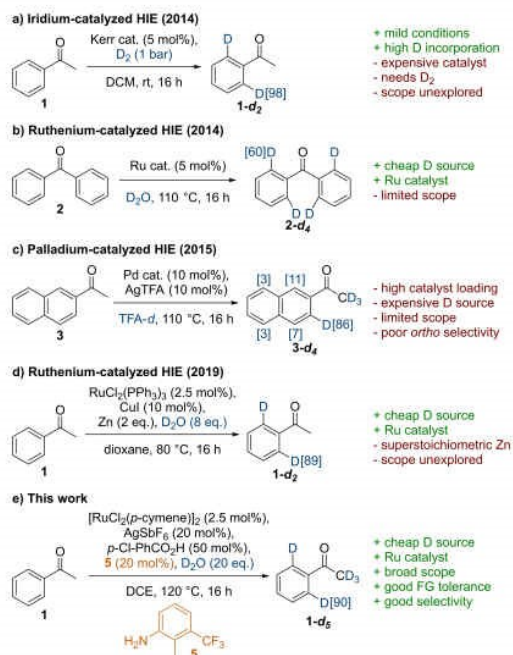 a) Iridium-catalyzed HIE (2014)
O
1
Kerr cat. (5 mol%),
D2 (1 bar)
DCM, rt, 16 h
D
O
D[98]
1-d2
+ mild conditions
+ high D incorporation
- expensive catalyst
- needs D2
- scope unexplored
b) Ruthenium-catalyzed HIE (2014)
O
2
Ru cat. (5 mol%)
D2O, 110 °C, 16 h
[60]D
O
D
D D
2-d4
+ cheap D source
+ Ru catalyst
- limited scope
c) Palladium-catalyzed HIE (2015)
O
3
Pd cat. (10 mol%),
AgTFA (10 mol%)
TFA-d, 110 °C, 16 h
[3] [11]
O
CD3
D[86]
[3] [7]
3-d4
- high catalyst loading
- expensive D source
- limited scope
- poor ortho selectivity
d) Ruthenium-catalyzed HIE (2019)
O
1
RuCl2(PPh3)3 (2.5 mol%),
CuI (10 mol%),
Zn (2 eq.), D2O (8 eq.)
dioxane, 80 °C, 16 h
D
O
D[89]
1-d2
+ cheap D source
+ Ru catalyst
- superstoichiometric Zn
- scope unexplored
e) This work
O
1
[RuCl2(p-cymene)]2 (2.5 mol%),
AgSbF6 (20 mol%),
p-Cl-PhCO2H (50 mol%),
5 (20 mol%), D2O (20 eq.)
DCE, 120 °C, 16 h
H2N
CF3
5
D
O
CD3
D[90]
1-d5
+ cheap D source
+ Ru catalyst
+ broad scope
+ good FG tolerance
+ good selectivity